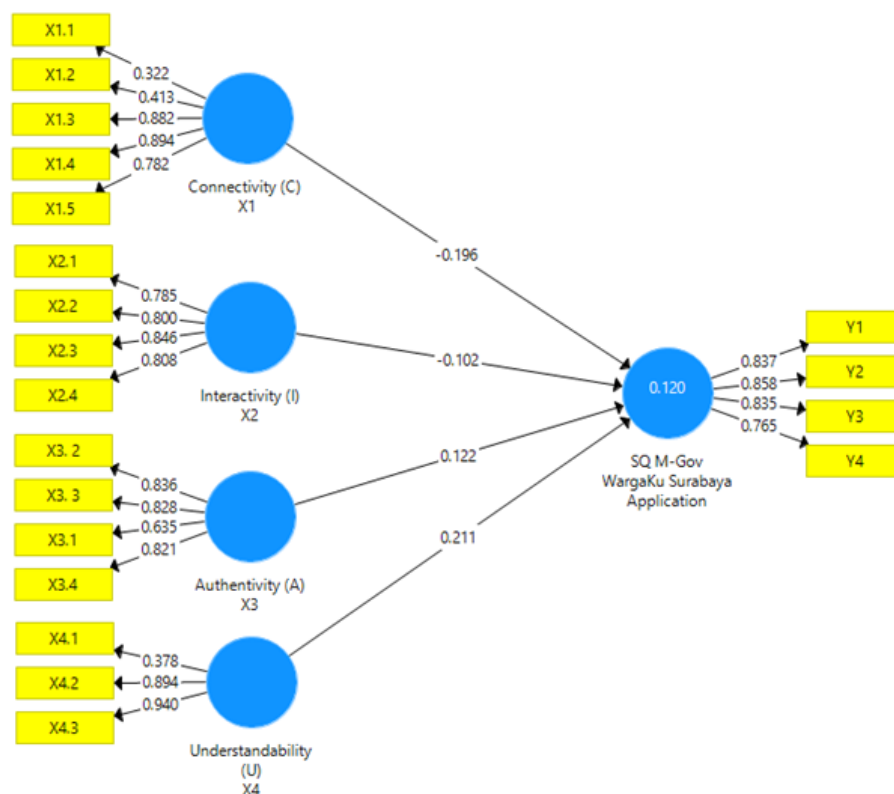 X1.1
X1.2
X1.3
X1.4
X1.5
0.322
0.413
0.882
0.894
0.782
Connectivity (C)
X1
-0.196
X2.1
X2.2
X2.3
X2.4
0.785
0.800
0.846
0.808
Interactivity (I)
X2
-0.102
X3. 2
X3. 3
X3.1
X3.4
0.836
0.828
0.635
0.821
Authentivity (A)
X3
0.122
X4.1
X4.2
X4.3
0.378
0.894
0.940
Understandability
(U)
X4
0.211
0.120
SQ M-Gov
WargaKu Surabaya
Application
0.837
0.858
0.835
0.765
Y1
Y2
Y3
Y4